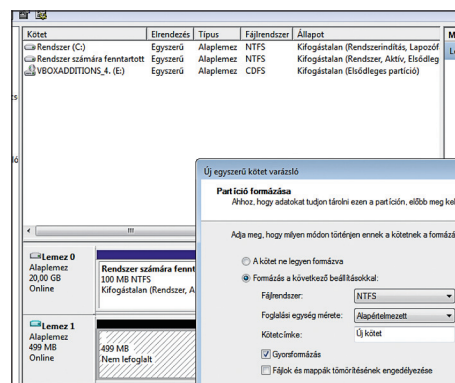 Kötet Elrendezés Típus Fájlrendszer Állapot
Rendszer (C:) Egyszerű Alaplemez NTFS Kifogástalan (Rendszerindítás, Lapozóf
Rendszer számára fenntartott Egyszerű Alaplemez NTFS Kifogástalan (Rendszer, Aktív, Elsődleg
VBOXADDITIONS_4. (E:) Egyszerű Alaplemez CDFS Kifogástalan (Elsődleges partíció)
Új egyszerű kötet varázsló
Partíció formázása
Ahhoz, hogy adatokat tudjon tárolni ezen a partíción, előbb meg kel
Adja meg, hogy milyen módon történjen ennek a kötetnek a formázá
A kötet ne legyen formázva
Formázás a következő beállításokkal:
Fájlrendszer: NTFS
Foglalási egység mérete: Alapértelmezett
Kötetcímke: Új kötet
Gyorsformázás
Fájlok és mappák tömörítésének engedélyezése
Lemez 0
Alaplemez
20,00 GB
Online
Rendszer számára fennt
100 MB NTFS
Kifogástalan (Rendszer, A
Lemez 1
Alaplemez
499 MB
Online
499 MB
Nem lefoglalt